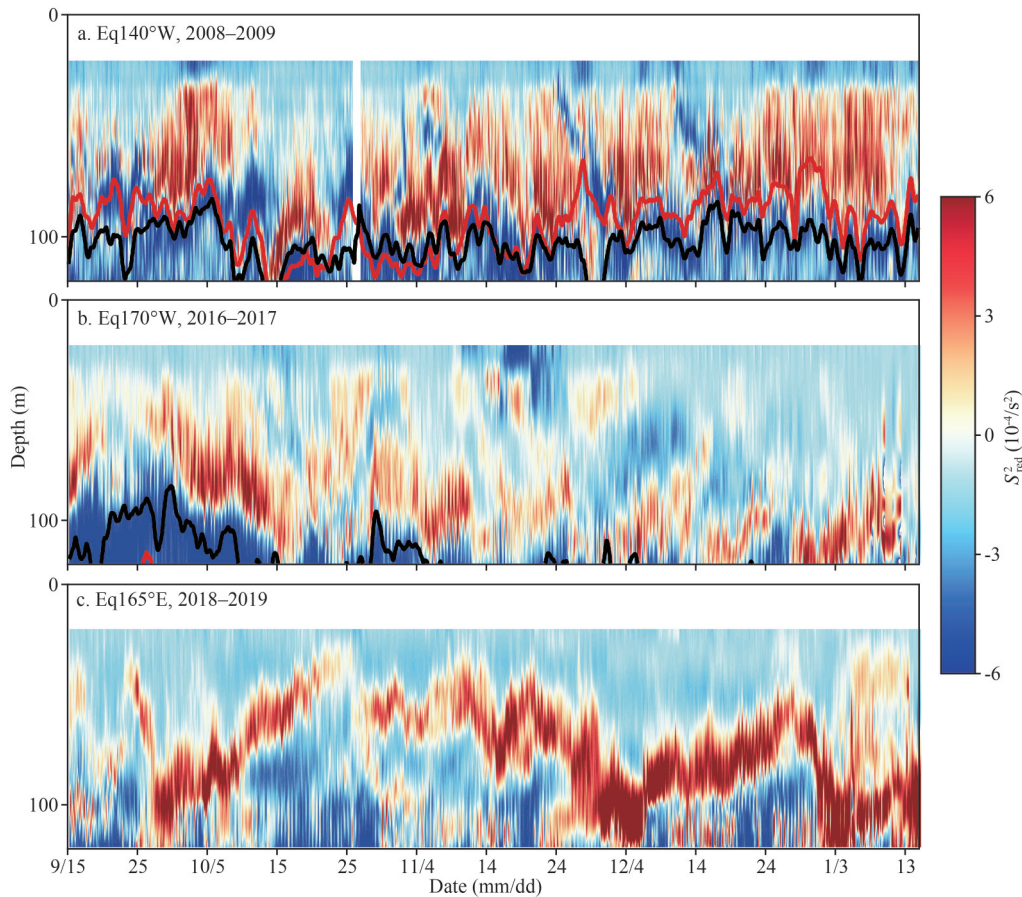 0
a. Eq140°W, 2008–2009
100
0
b. Eq170°W, 2016–2017
100
0
c. Eq165°E, 2018–2019
100
9/15 25 10/5 15 25 11/4 14 24 12/4 14 24 1/3 13
Date (mm/dd)
Depth (m)
6
3
0
-3
-6
S²red (10⁻⁴/s²)